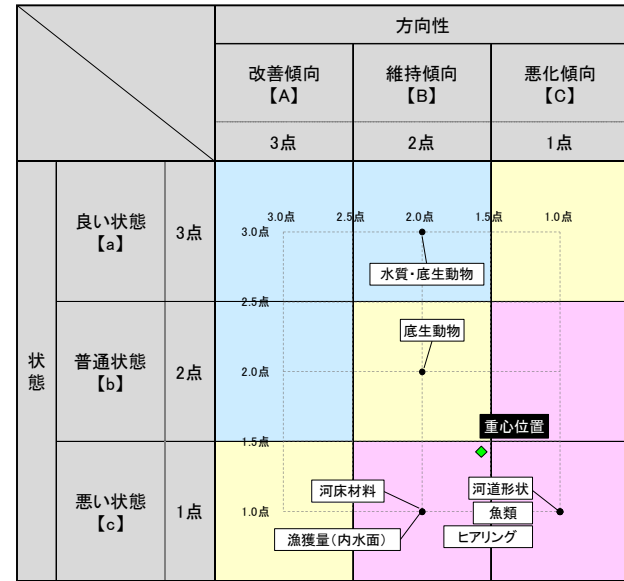 方向性
改善傾向
【A】
維持傾向
【B】
悪化傾向
【C】
3点
2点
1点
状態
良い状態
【a】
3点
3.0点
2.5点
2.0点
1.5点
1.0点
3.0点
水質・底生動物
2.5点
普通状態
【b】
2点
底生動物
2.0点
重心位置
1.5点
悪い状態
【c】
1点
河床材料
河道形状
1.0点
魚類
漁獲量(内水面)
ヒアリング